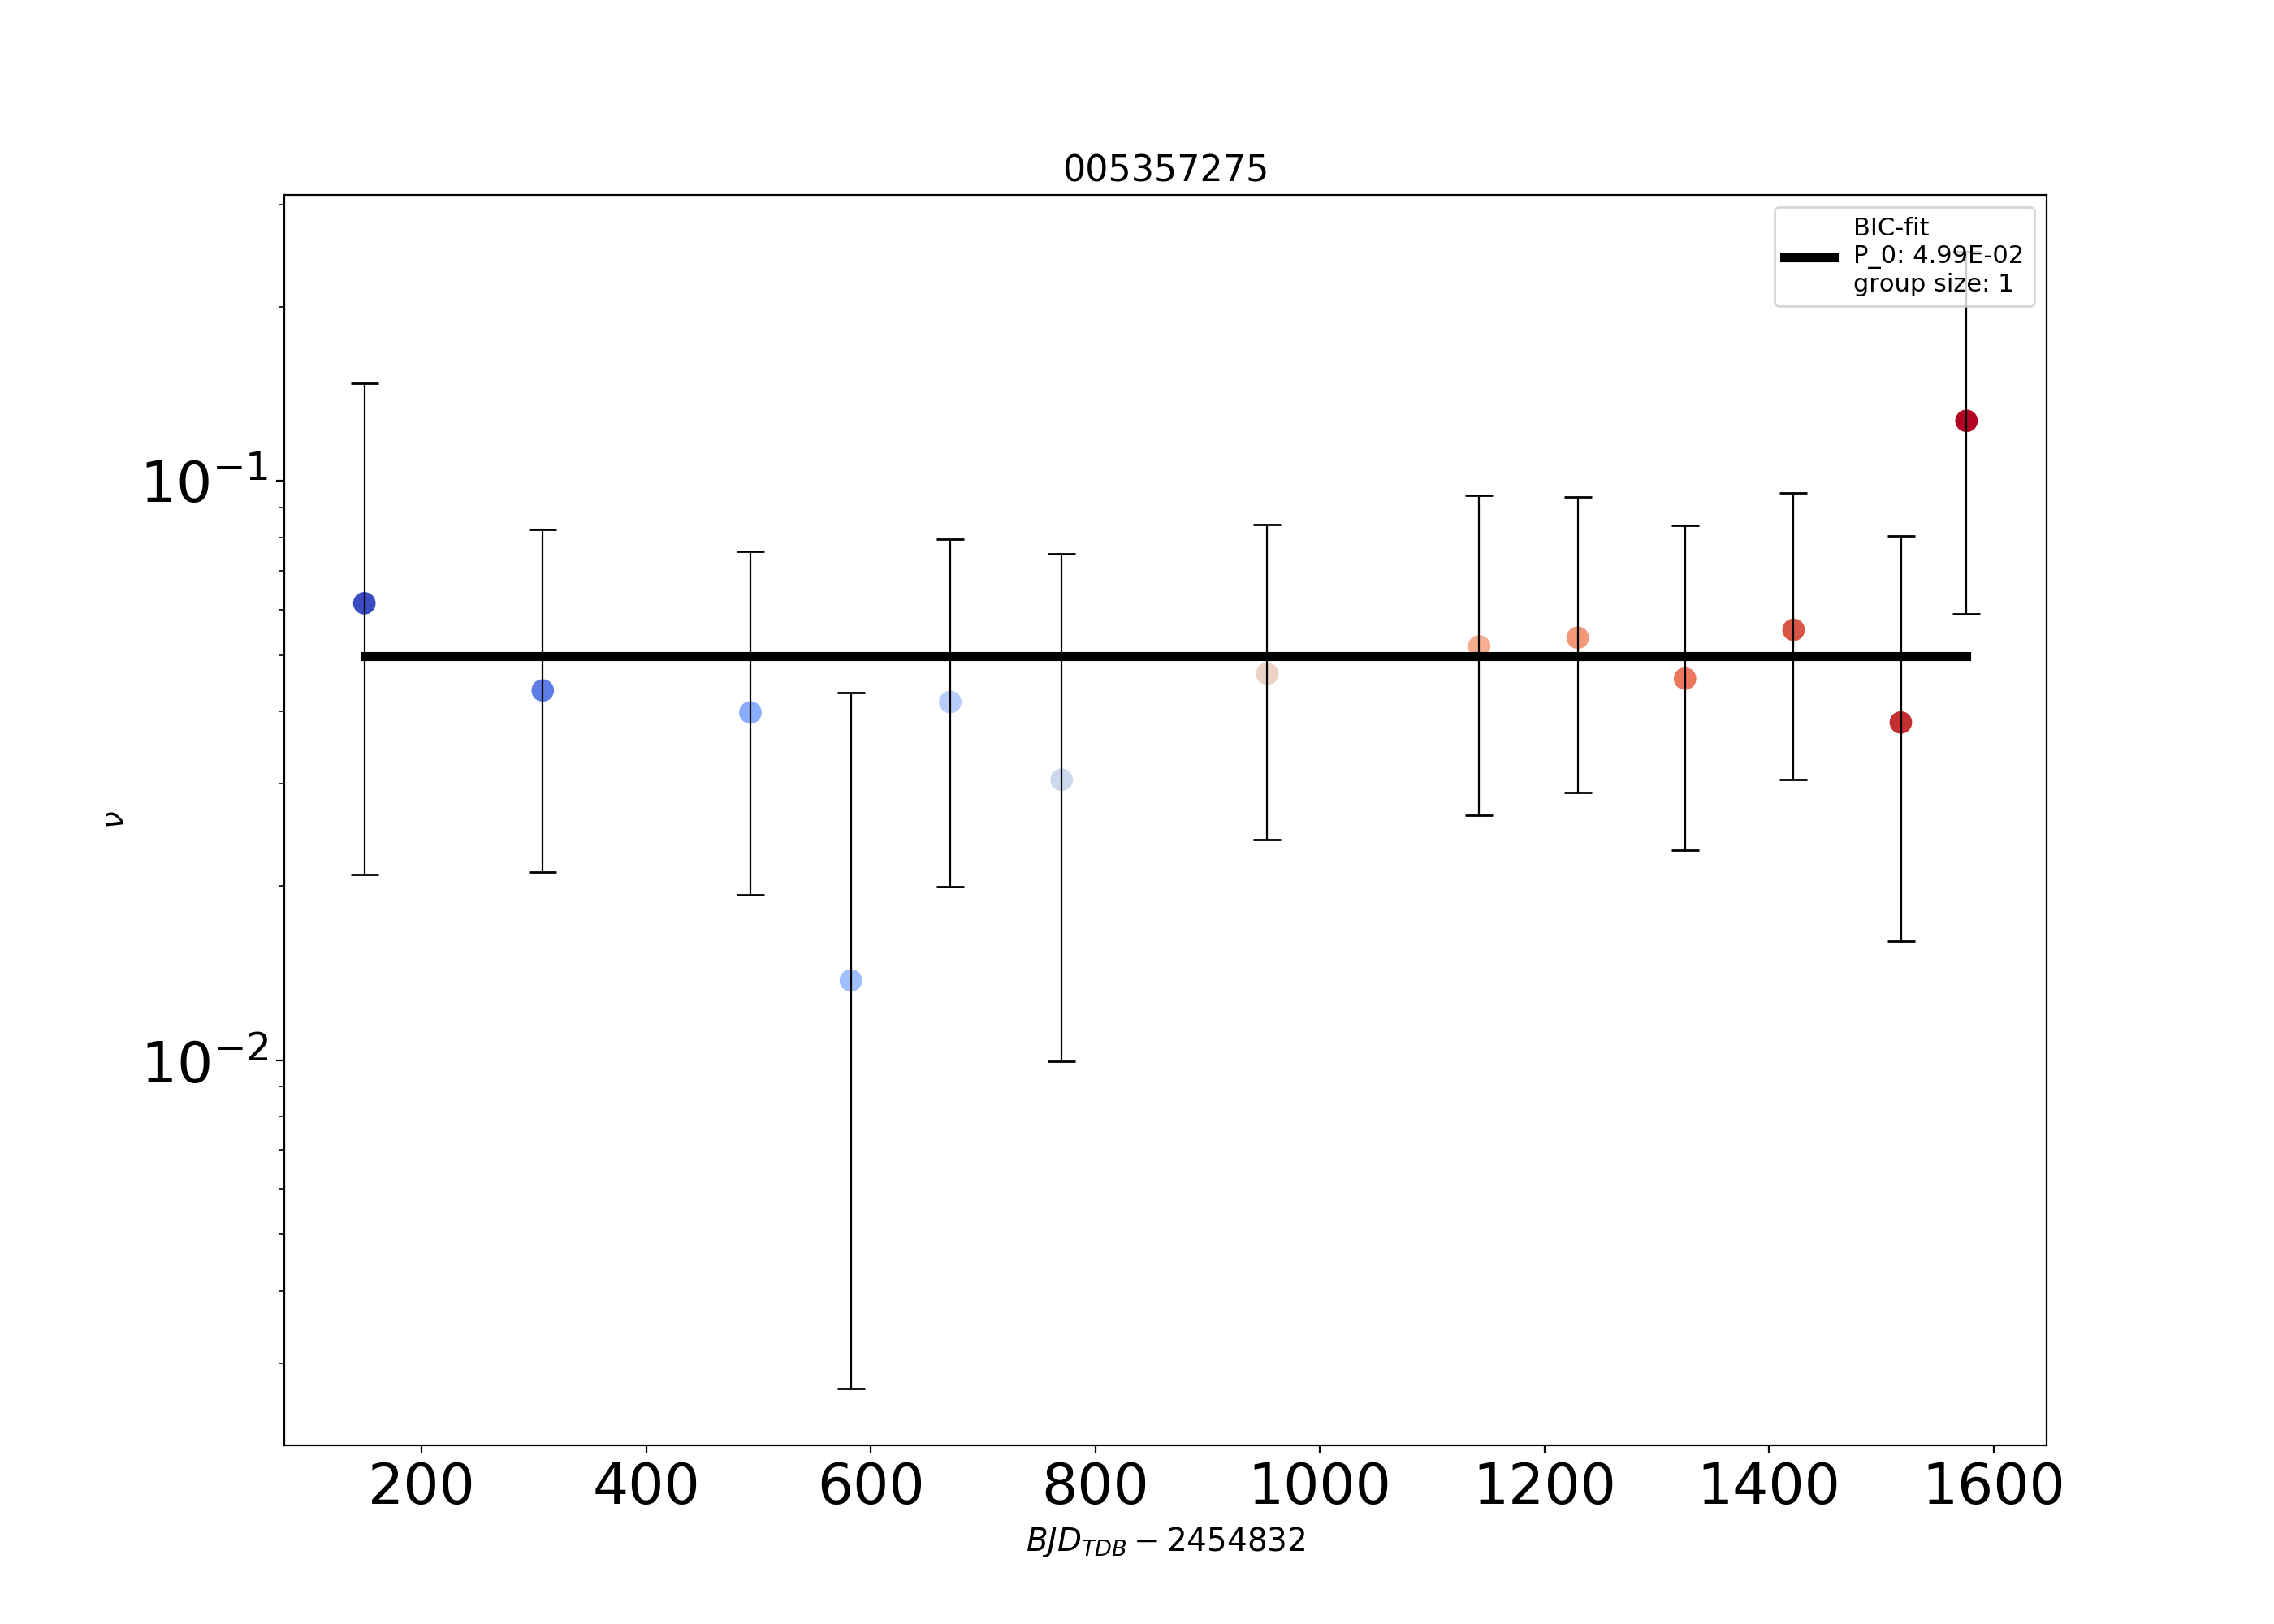 005357275
BIC-fit
P_0: 4.99E-02
group size: 1
10⁻¹
10⁻²
ν
200 400 600 800 1000 1200 1400 1600
BJD_TDB − 2454832